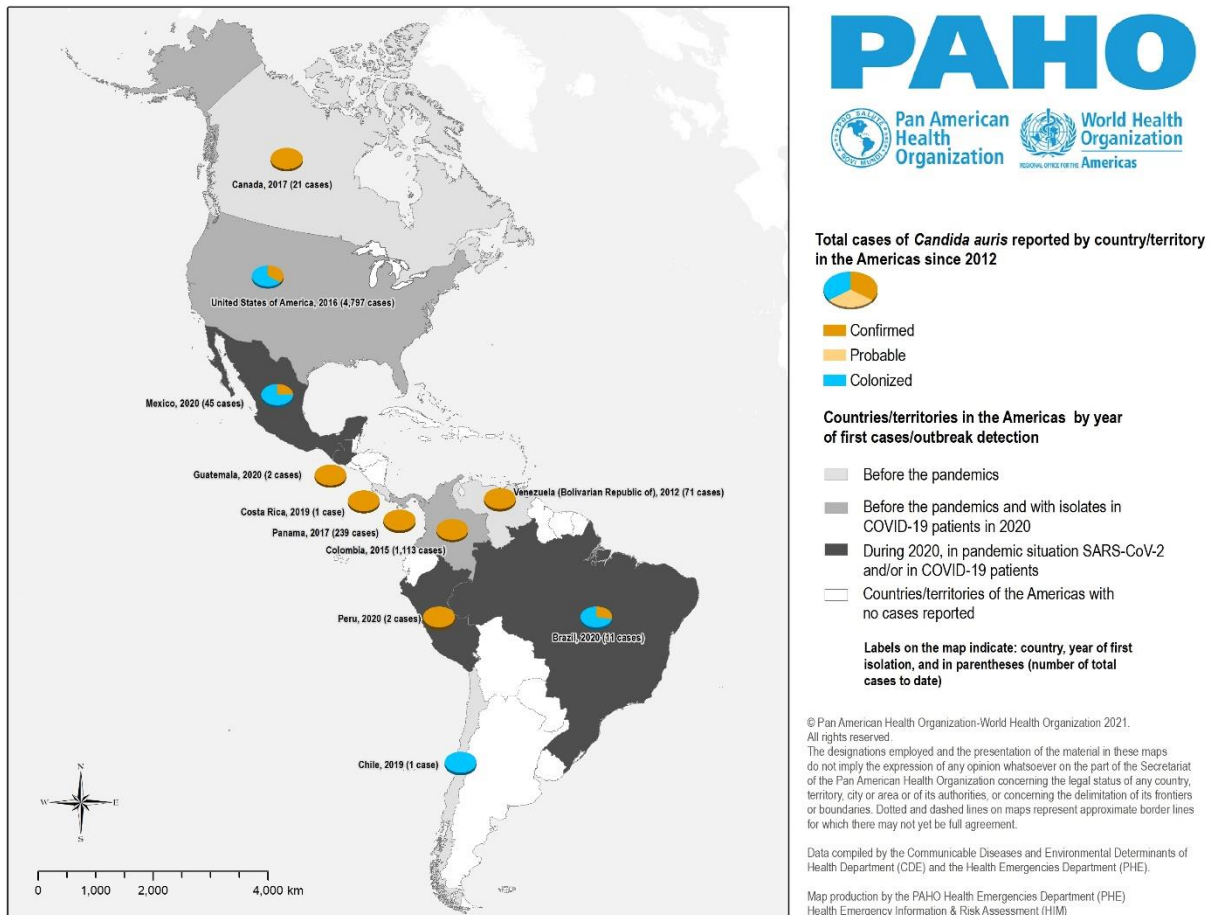 Canada, 2017 (21 cases)
United States of America, 2016 (4,797 cases)
Mexico, 2020 (45 cases)
Guatemala, 2020 (2 cases)
Costa Rica, 2019 (1 case)
Panama, 2017 (239 cases)
Colombia, 2015 (1,113 cases)
Venezuela (Bolivarian Republic of), 2012 (71 cases)
Peru, 2020 (2 cases)
Brazil, 2020 (11 cases)
Chile, 2019 (1 case)
N
W E
S
0 1,000 2,000 4,000 km
PAHO
PRO SALUTE
NOVI MUNDI
Pan American
Health
Organization
World Health
Organization
REGIONAL OFFICE FOR THE Americas
Total cases of Candida auris reported by country/territory
in the Americas since 2012
Confirmed
Probable
Colonized
Countries/territories in the Americas by year
of first cases/outbreak detection
Before the pandemics
Before the pandemics and with isolates in
COVID-19 patients in 2020
During 2020, in pandemic situation SARS-CoV-2
and/or in COVID-19 patients
Countries/territories of the Americas with
no cases reported
Labels on the map indicate: country, year of first
isolation, and in parentheses (number of total
cases to date)
© Pan American Health Organization-World Health Organization 2021.
All rights reserved.
The designations employed and the presentation of the material in these maps
do not imply the expression of any opinion whatsoever on the part of the Secretariat
of the Pan American Health Organization concerning the legal status of any country,
territory, city or area or of its authorities, or concerning the delimitation of its frontiers
or boundaries. Dotted and dashed lines on maps represent approximate border lines
for which there may not yet be full agreement.
Data compiled by the Communicable Diseases and Environmental Determinants of
Health Department (CDE) and the Health Emergencies Department (PHE).
Map production by the PAHO Health Emergencies Department (PHE)
Health Emergency Information & Risk Assessment (HIM)